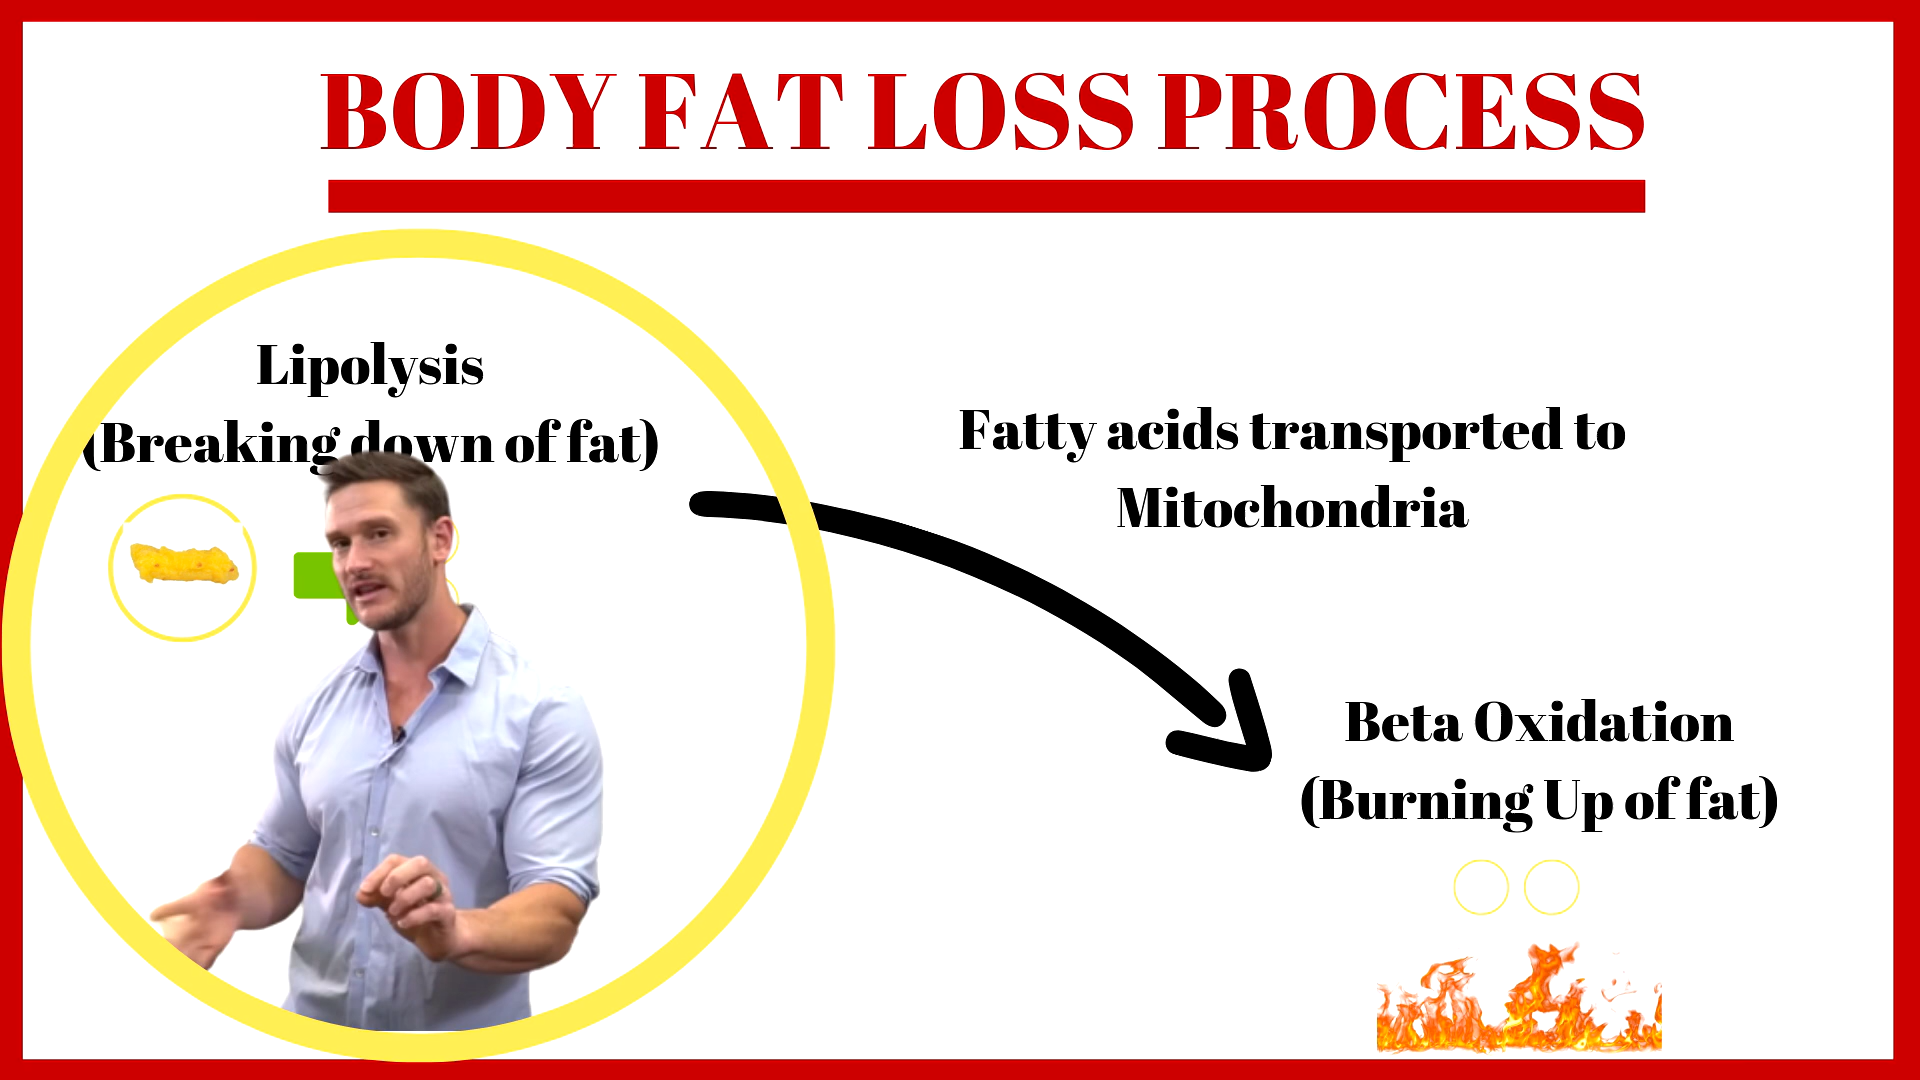 BODY FAT LOSS PROCESS
Lipolysis
(Breaking down of fat)
Fatty acids transported to
Mitochondria
Beta Oxidation
(Burning Up of fat)